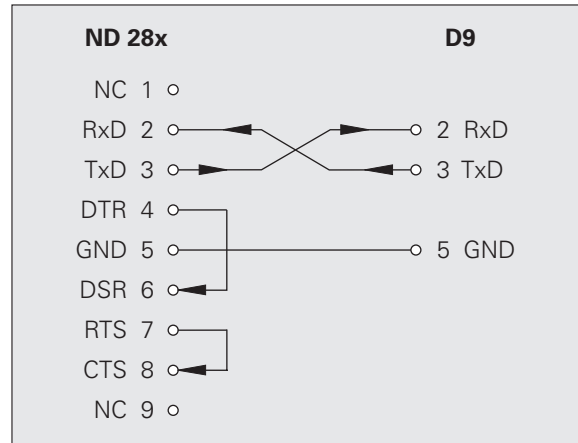 ND 28x D9
NC 1
RxD 2 2 RxD
TxD 3 3 TxD
DTR 4
GND 5 5 GND
DSR 6
RTS 7
CTS 8
NC 9